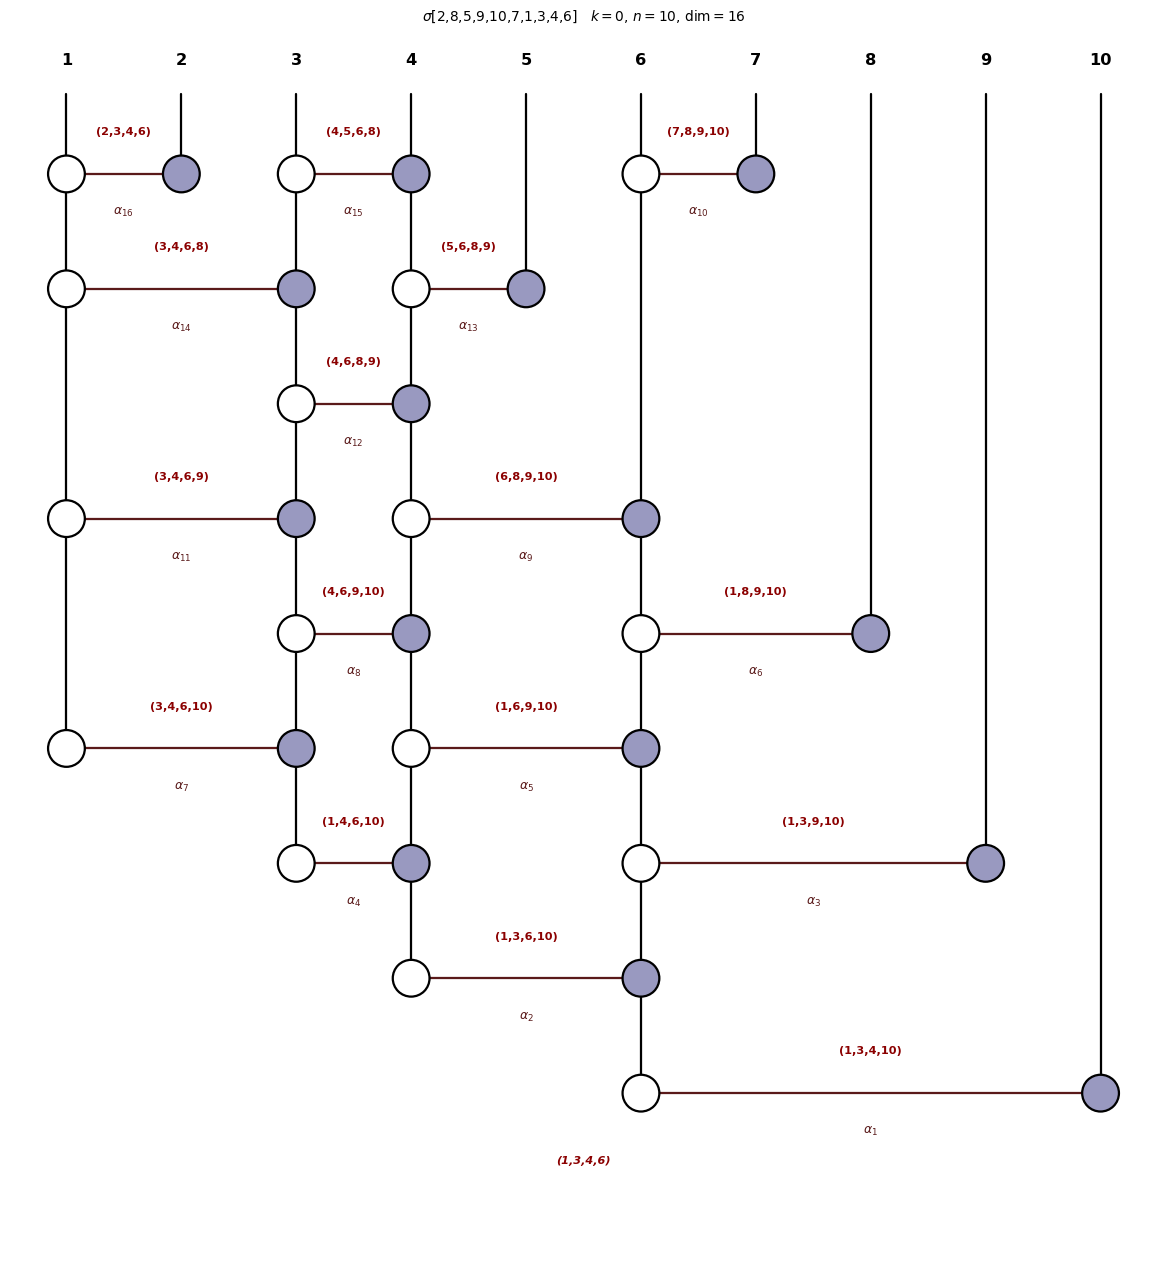 σ[2,8,5,9,10,7,1,3,4,6]   k = 0, n = 10, dim = 16
1 2 3 4 5 6 7 8 9 10
(2,3,4,6) (4,5,6,8) (7,8,9,10)
α₁₆ α₁₅ α₁₀
(3,4,6,8) (5,6,8,9)
α₁₄ α₁₃
(4,6,8,9)
α₁₂
(3,4,6,9) (6,8,9,10)
α₁₁ α₉
(4,6,9,10) (1,8,9,10)
α₈ α₆
(3,4,6,10) (1,6,9,10)
α₇ α₅
(1,4,6,10) (1,3,9,10)
α₄ α₃
(1,3,6,10)
α₂
(1,3,4,10)
α₁
(1,3,4,6)